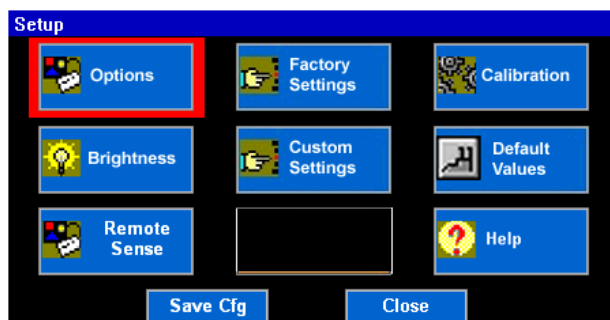 Setup
Options
Factory
Settings
Calibration
Brightness
Custom
Settings
Default
Values
Remote
Sense
Help
Save Cfg
Close